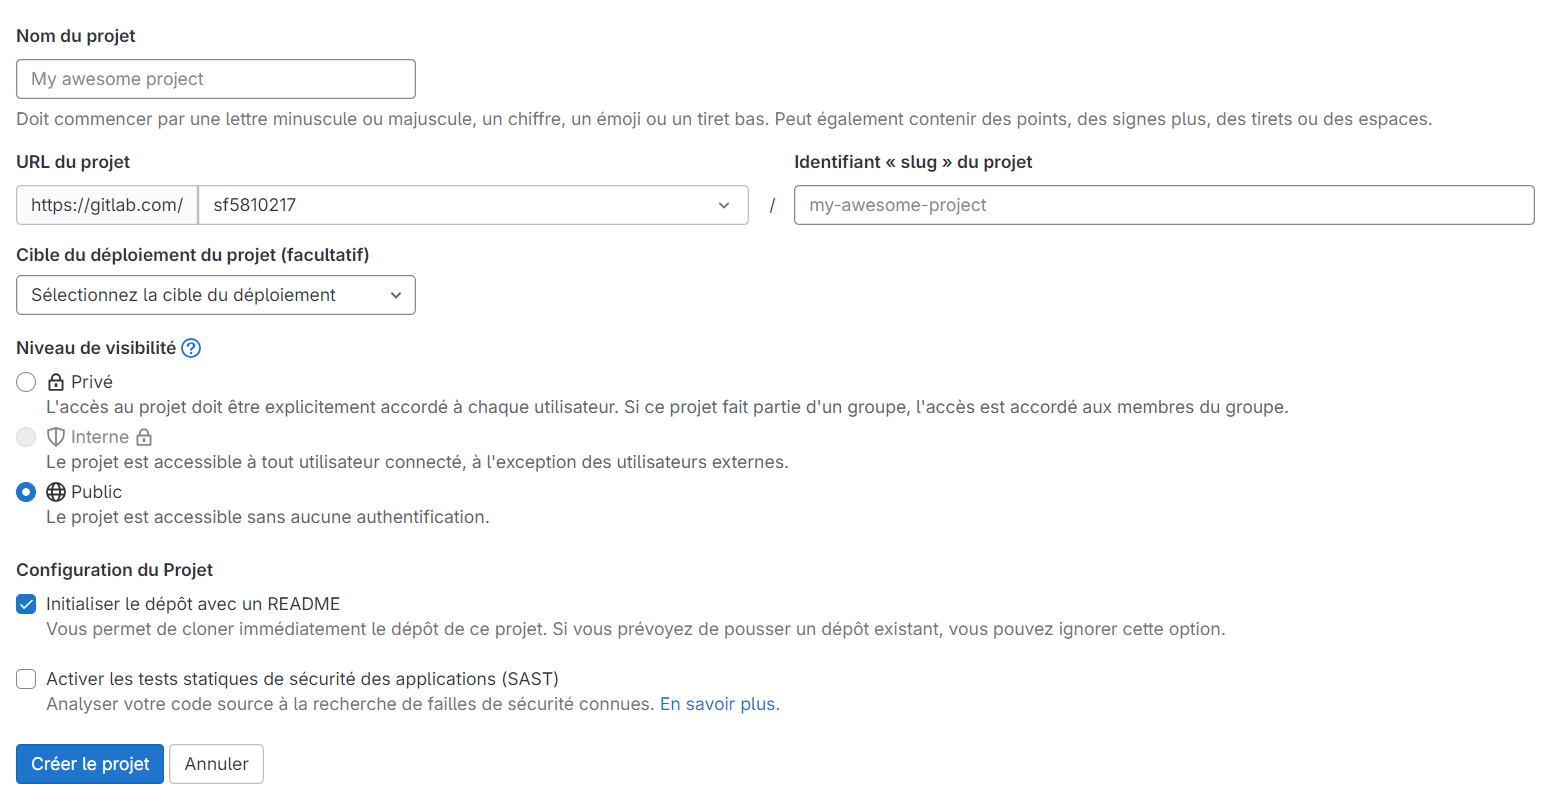 Nom du projet
My awesome project
Doit commencer par une lettre minuscule ou majuscule, un chiffre, un émoji ou un tiret bas. Peut également contenir des points, des signes plus, des tirets ou des espaces.
URL du projet
Identifiant « slug » du projet
https://gitlab.com/ sf5810217 / my-awesome-project
Cible du déploiement du projet (facultatif)
Sélectionnez la cible du déploiement
Niveau de visibilité ?
Privé
L'accès au projet doit être explicitement accordé à chaque utilisateur. Si ce projet fait partie d'un groupe, l'accès est accordé aux membres du groupe.
Interne
Le projet est accessible à tout utilisateur connecté, à l'exception des utilisateurs externes.
Public
Le projet est accessible sans aucune authentification.
Configuration du Projet
Initialiser le dépôt avec un README
Vous permet de cloner immédiatement le dépôt de ce projet. Si vous prévoyez de pousser un dépôt existant, vous pouvez ignorer cette option.
Activer les tests statiques de sécurité des applications (SAST)
Analyser votre code source à la recherche de failles de sécurité connues. En savoir plus.
Créer le projet
Annuler